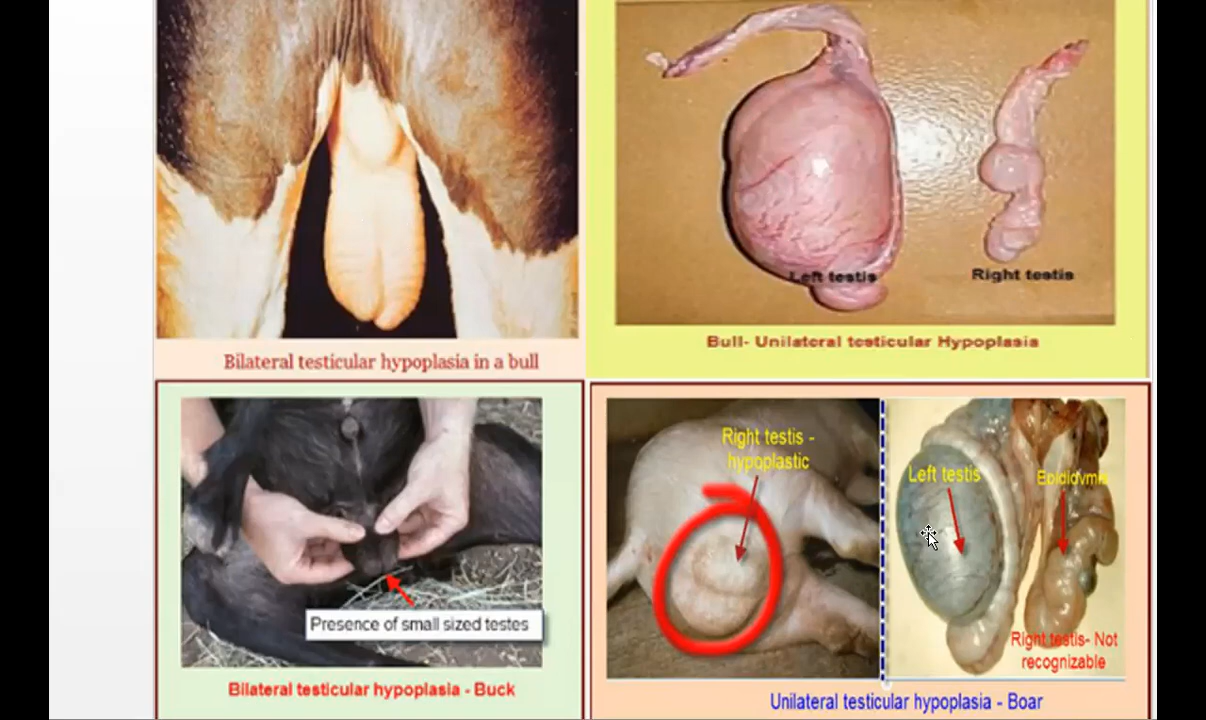 Left testis
Right testis
Bilateral testicular hypoplasia in a bull
Bull- Unilateral testicular Hypoplasia
Presence of small sized testes
Bilateral testicular hypoplasia - Buck
Right testis -
hypoplastic
Left testis
Epididymis
Right testis- Not
recognizable
Unilateral testicular hypoplasia - Boar